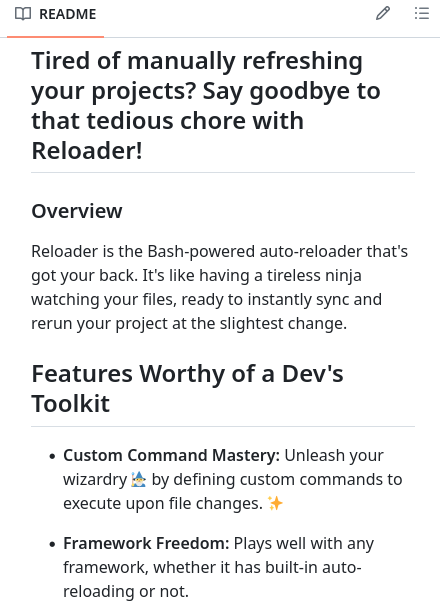 README
Tired of manually refreshing
your projects? Say goodbye to
that tedious chore with
Reloader!
Overview
Reloader is the Bash-powered auto-reloader that's
got your back. It's like having a tireless ninja
watching your files, ready to instantly sync and
rerun your project at the slightest change.
Features Worthy of a Dev's
Toolkit
• Custom Command Mastery: Unleash your
wizardry 🧙‍♂️ by defining custom commands to
execute upon file changes. ✨
• Framework Freedom: Plays well with any
framework, whether it has built-in auto-
reloading or not.